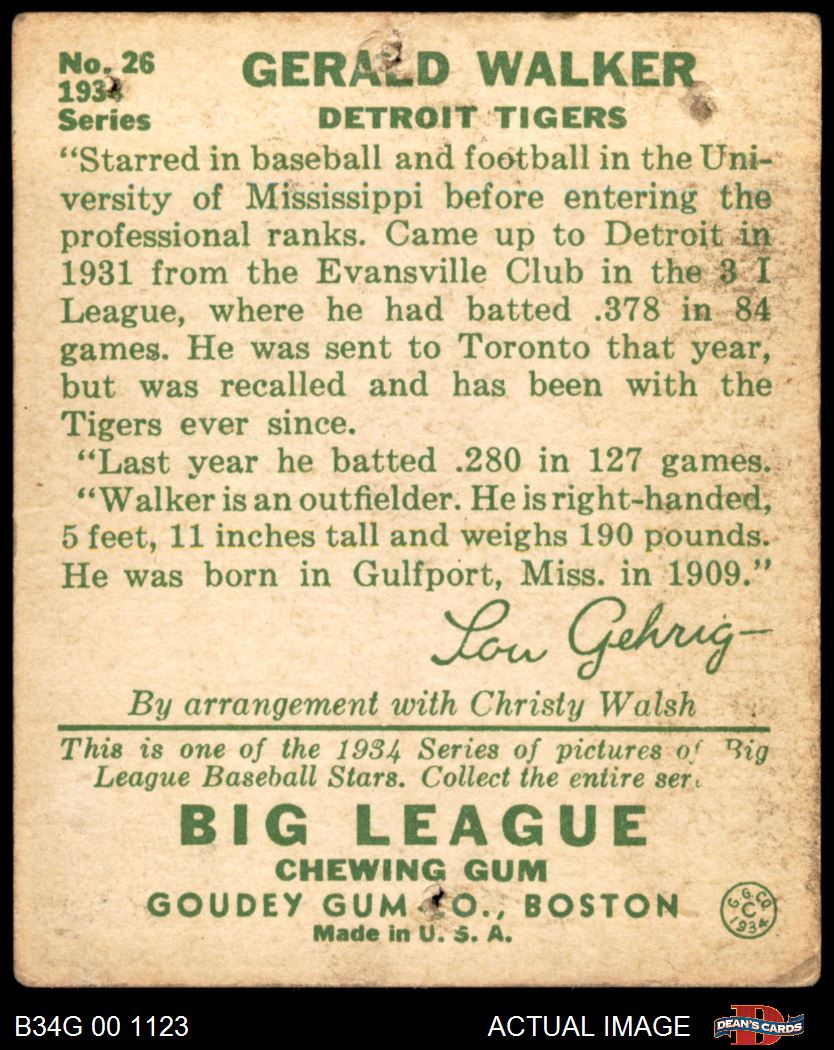 No. 26
1934
Series
GERALD WALKER
DETROIT TIGERS
“Starred in baseball and football in the Uni-
versity of Mississippi before entering the
professional ranks. Came up to Detroit in
1931 from the Evansville Club in the 3 I
League, where he had batted .378 in 84
games. He was sent to Toronto that year,
but was recalled and has been with the
Tigers ever since.
“Last year he batted .280 in 127 games.
“Walker is an outfielder. He is right-handed,
5 feet, 11 inches tall and weighs 190 pounds.
He was born in Gulfport, Miss. in 1909.”
Lou Gehrig
By arrangement with Christy Walsh
This is one of the 1934 Series of pictures of Big
League Baseball Stars. Collect the entire
BIG LEAGUE
CHEWING GUM
GOUDEY GUM CO., BOSTON
Made in U. S. A.
G. G. CO.
C
1934
B34G 00 1123
ACTUAL IMAGE
D
DEAN'S CARDS